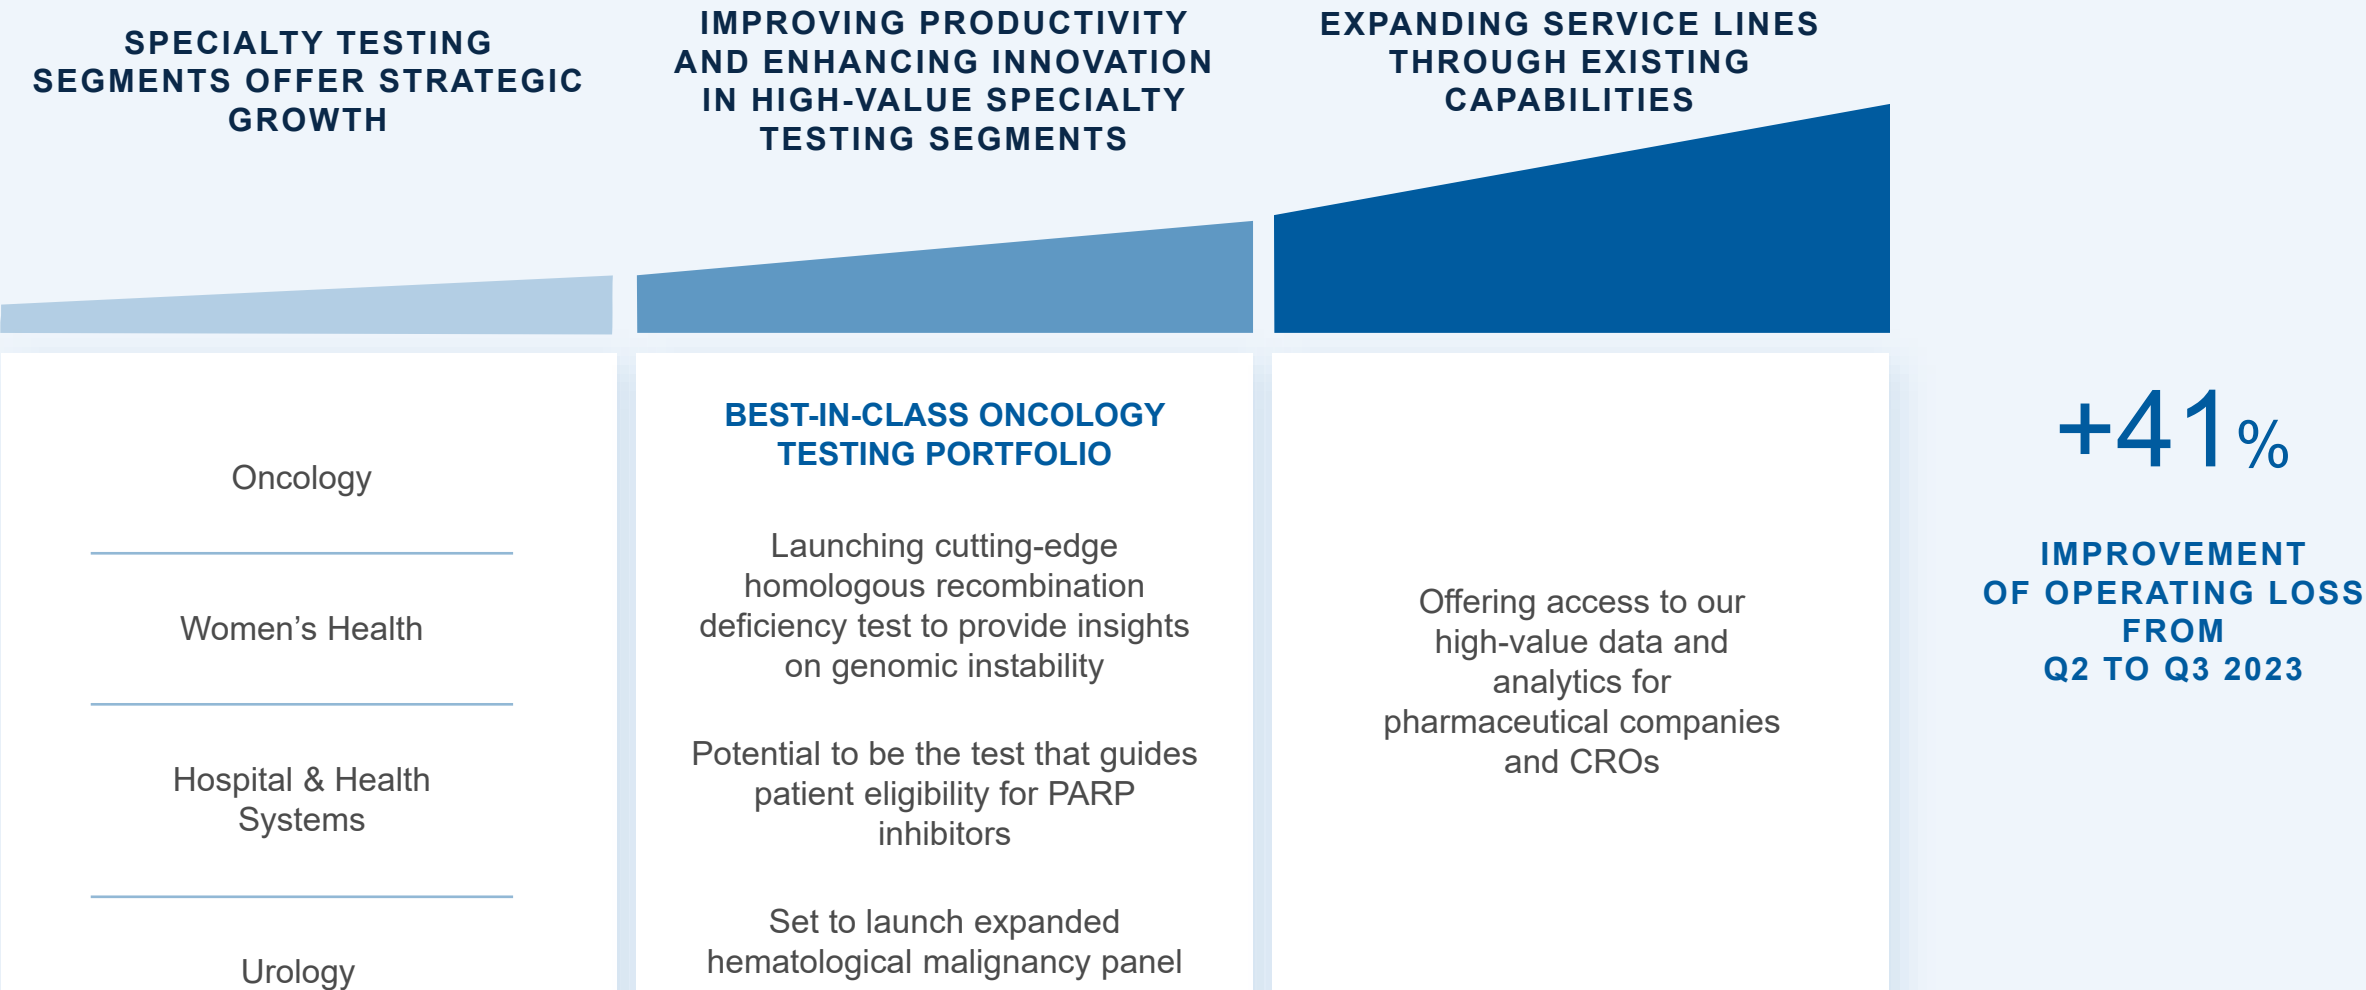 SPECIALTY TESTING
SEGMENTS OFFER STRATEGIC
GROWTH
IMPROVING PRODUCTIVITY
AND ENHANCING INNOVATION
IN HIGH-VALUE SPECIALTY
TESTING SEGMENTS
EXPANDING SERVICE LINES
THROUGH EXISTING
CAPABILITIES
Oncology
Women’s Health
Hospital & Health
Systems
Urology
BEST-IN-CLASS ONCOLOGY
TESTING PORTFOLIO
Launching cutting-edge
homologous recombination
deficiency test to provide insights
on genomic instability
Potential to be the test that guides
patient eligibility for PARP
inhibitors
Set to launch expanded
hematological malignancy panel
Offering access to our
high-value data and
analytics for
pharmaceutical companies
and CROs
+41%
IMPROVEMENT
OF OPERATING LOSS
FROM
Q2 TO Q3 2023